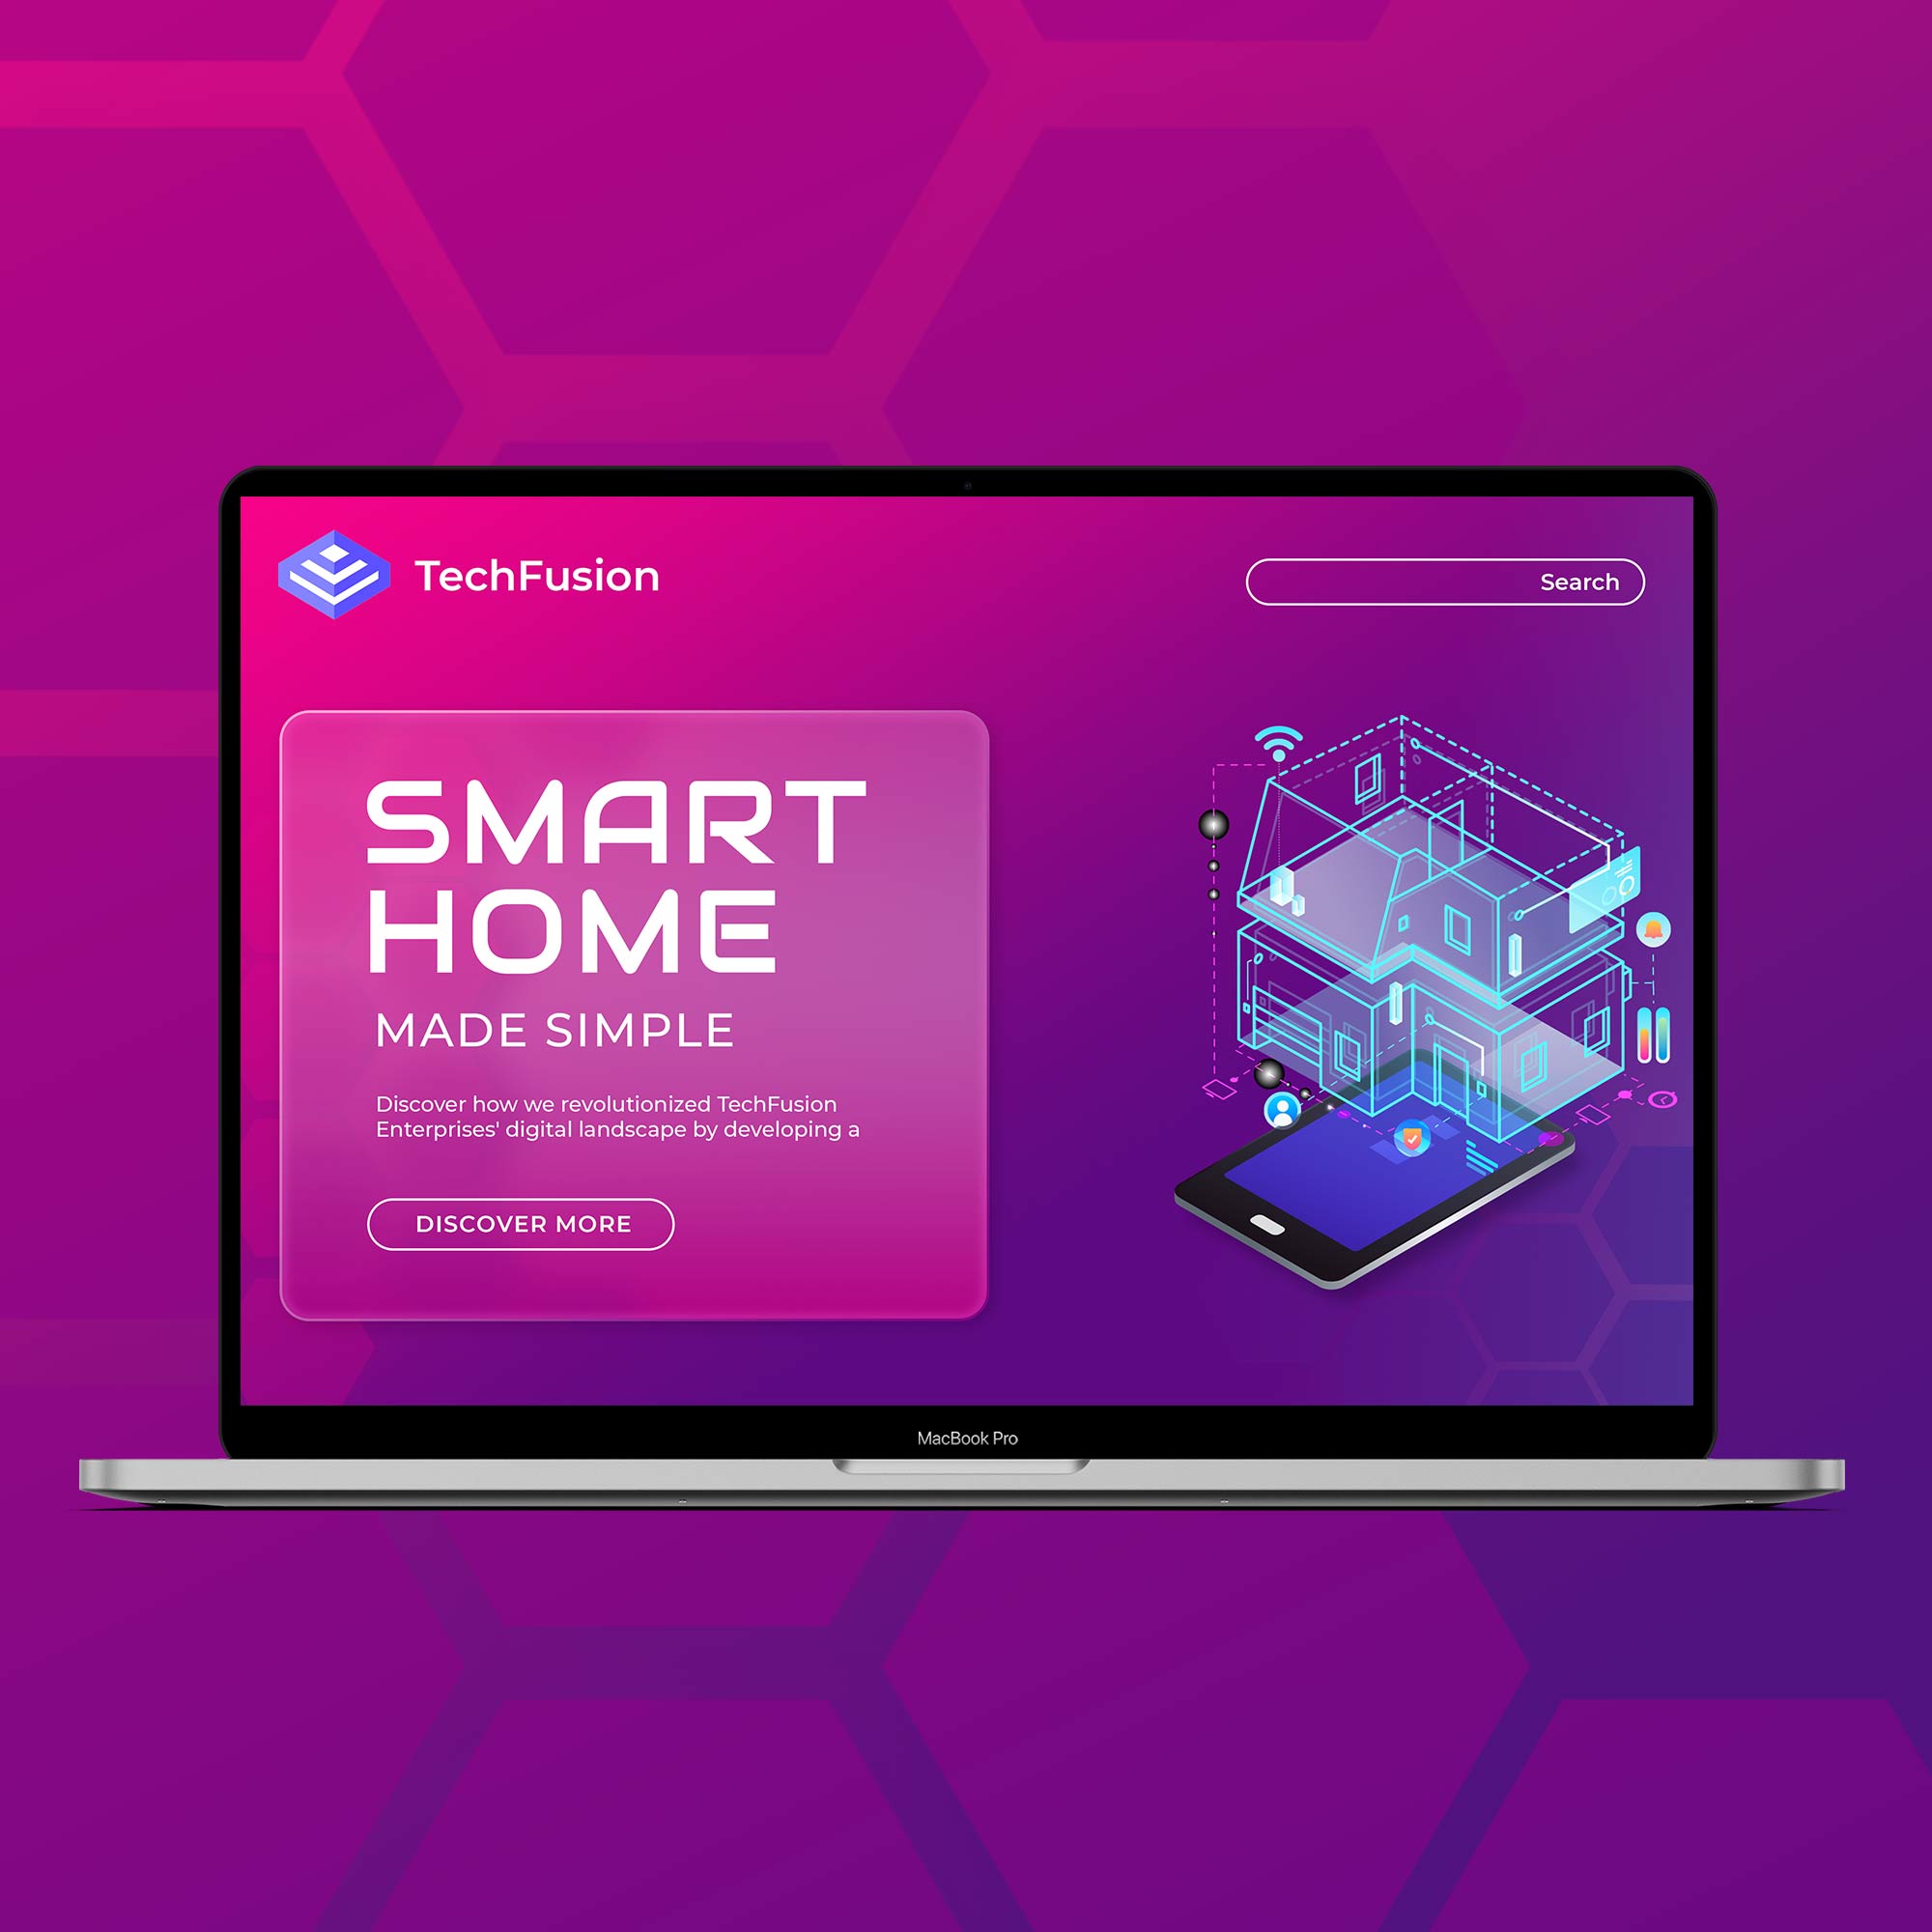 TechFusion
Search
SMART
HOME
MADE SIMPLE
Discover how we revolutionized TechFusion
Enterprises' digital landscape by developing a
DISCOVER MORE
MacBook Pro